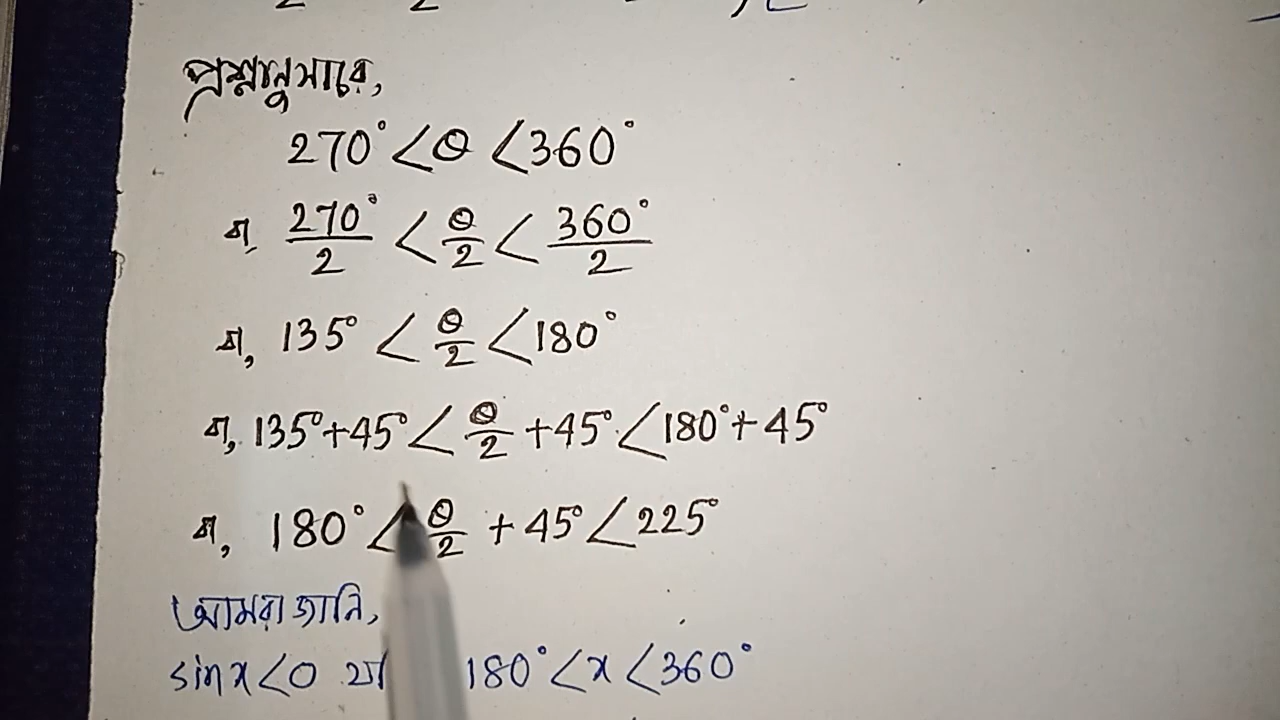 প্রশ্নানুসারে,
270° < θ < 360°
বা, 270°/2 < θ/2 < 360°/2
বা, 135° < θ/2 < 180°
বা, 135°+45° < θ/2 +45° < 180°+45°
বা, 180° < θ/2 + 45° < 225°
আমরা জানি,
sin x < 0 180° < x < 360°